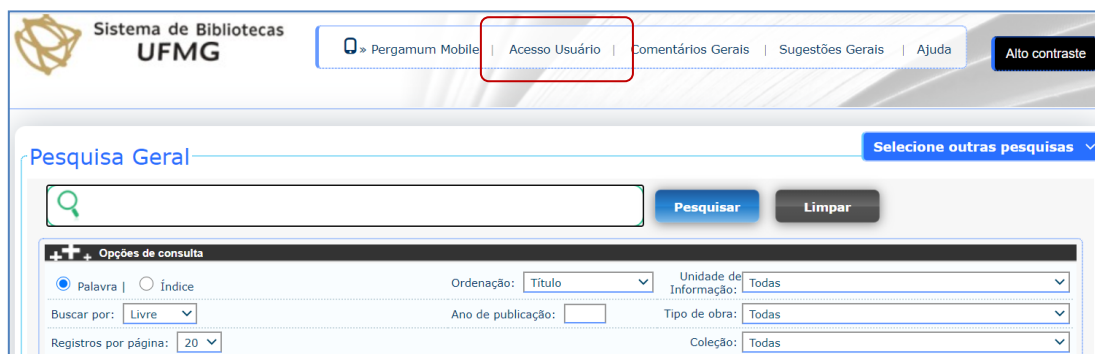 Sistema de Bibliotecas
UFMG
» Pergamum Mobile | Acesso Usuário | Comentários Gerais | Sugestões Gerais | Ajuda
Alto contraste
Selecione outras pesquisas
Pesquisa Geral
Pesquisar Limpar
Opções de consulta
Palavra | Índice Ordenação: Título Unidade de Informação: Todas
Buscar por: Livre Ano de publicação: Tipo de obra: Todas
Registros por página: 20 Coleção: Todas